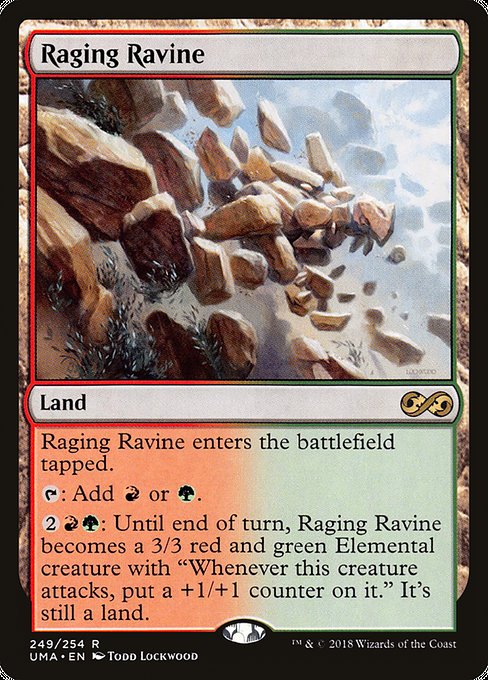 Raging Ravine
Land
Raging Ravine enters the battlefield
tapped.
: Add or .
2 : Until end of turn, Raging Ravine
becomes a 3/3 red and green Elemental
creature with “Whenever this creature
attacks, put a +1/+1 counter on it.” It’s
still a land.
249/254 R
UMA • EN Todd Lockwood
™ & © 2018 Wizards of the Coast